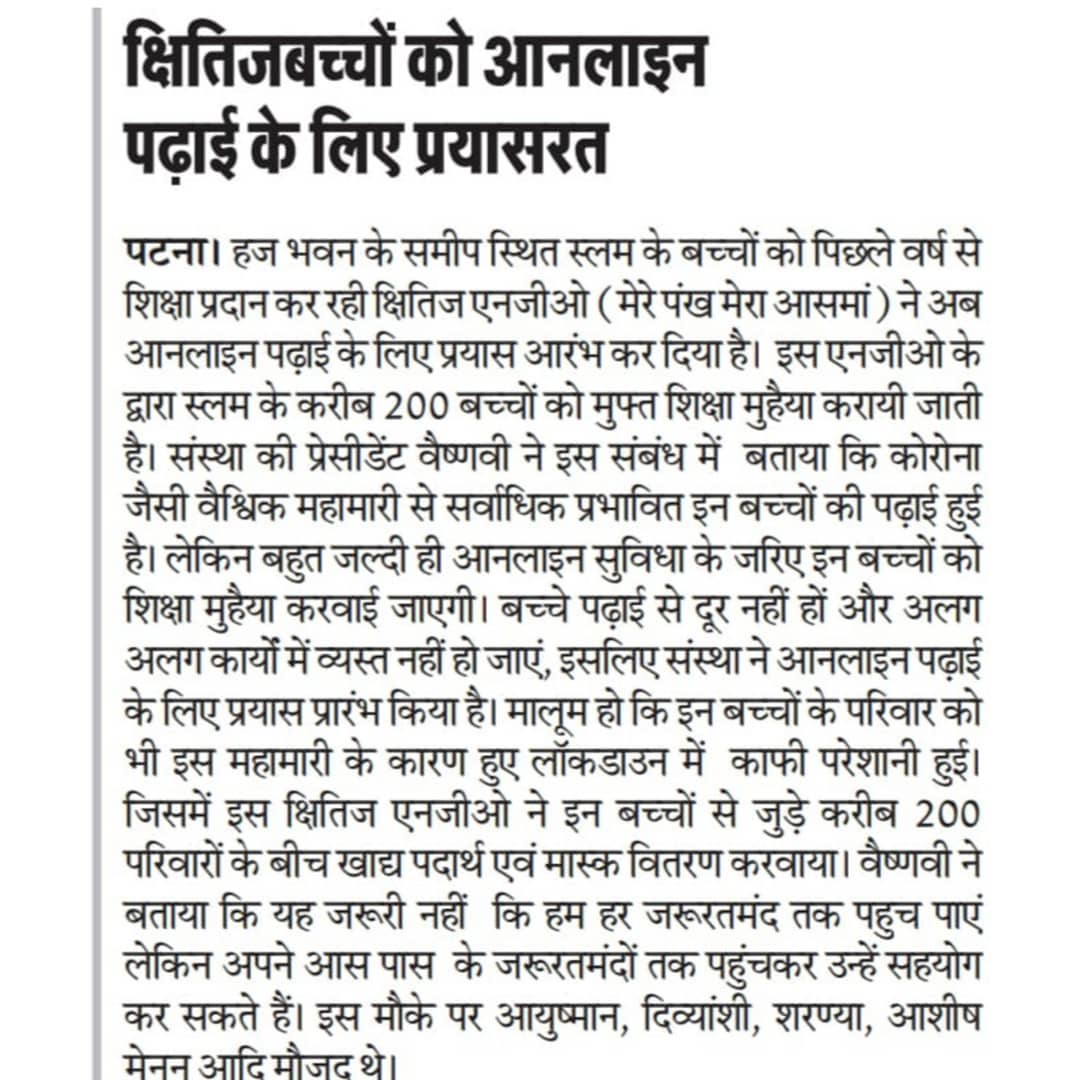 क्षितिजबच्चों को आनलाइन
पढ़ाई के लिए प्रयासरत
पटना। हज भवन के समीप स्थित स्लम के बच्चों को पिछले वर्ष से
शिक्षा प्रदान कर रही क्षितिज एनजीओ (मेरे पंख मेरा आसमां) ने अब
आनलाइन पढ़ाई के लिए प्रयास आरंभ कर दिया है। इस एनजीओ के
द्वारा स्लम के करीब 200 बच्चों को मुफ्त शिक्षा मुहैया करायी जाती
है। संस्था की प्रेसीडेंट वैष्णवी ने इस संबंध में बताया कि कोरोना
जैसी वैश्विक महामारी से सर्वाधिक प्रभावित इन बच्चों की पढ़ाई हुई
है। लेकिन बहुत जल्दी ही आनलाइन सुविधा के जरिए इन बच्चों को
शिक्षा मुहैया करवाई जाएगी। बच्चे पढ़ाई से दूर नहीं हों और अलग
अलग कार्यों में व्यस्त नहीं हो जाएं, इसलिए संस्था ने आनलाइन पढ़ाई
के लिए प्रयास प्रारंभ किया है। मालूम हो कि इन बच्चों के परिवार को
भी इस महामारी के कारण हुए लॉकडाउन में काफी परेशानी हुई।
जिसमें इस क्षितिज एनजीओ ने इन बच्चों से जुड़े करीब 200
परिवारों के बीच खाद्य पदार्थ एवं मास्क वितरण करवाया। वैष्णवी ने
बताया कि यह जरूरी नहीं कि हम हर जरूरतमंद तक पहुच पाएं
लेकिन अपने आस पास के जरूरतमंदों तक पहुंचकर उन्हें सहयोग
कर सकते हैं। इस मौके पर आयुष्मान, दिव्यांशी, शरण्या, आशीष
मेनन आदि मौजूद थे।